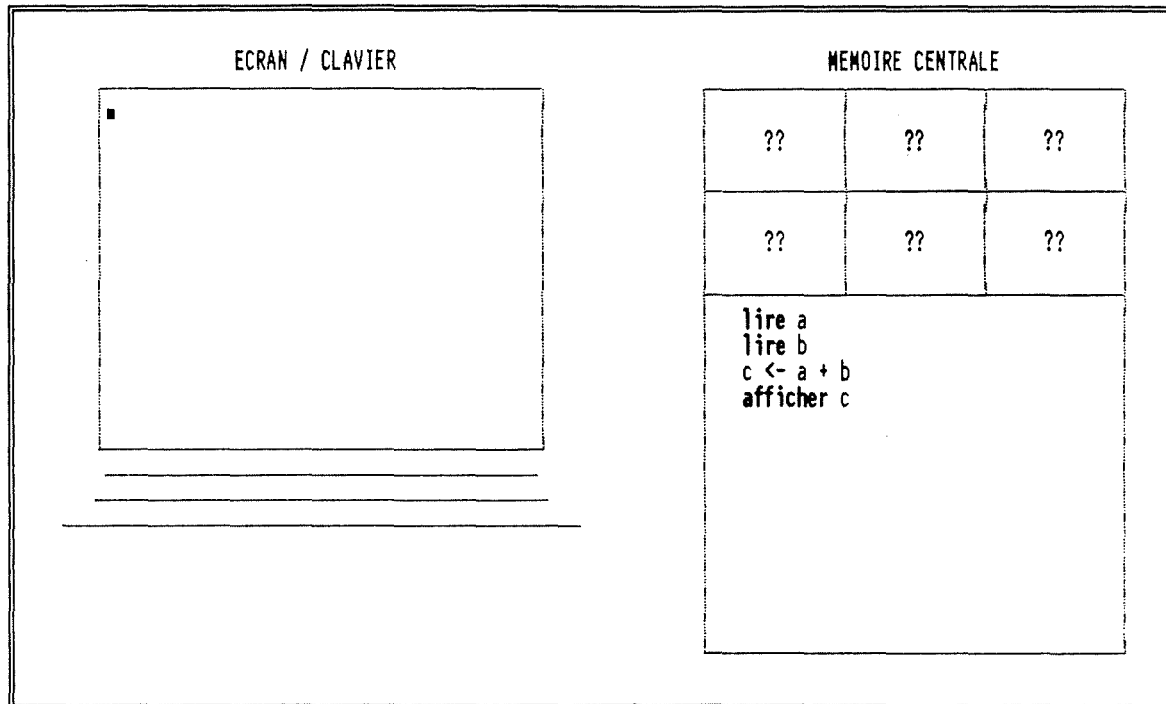 ECRAN / CLAVIER
MEMOIRE CENTRALE
?? ?? ??
?? ?? ??
lire a
lire b
c <- a + b
afficher c